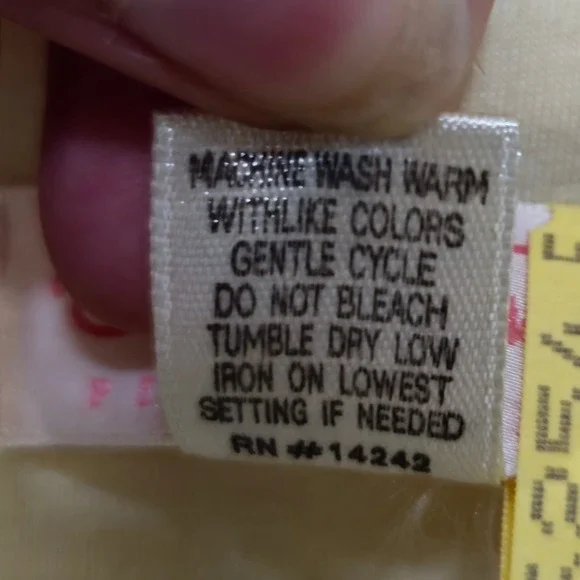 MACHINE WASH WARM
WITHLIKE COLORS
GENTLE CYCLE
DO NOT BLEACH
TUMBLE DRY LOW
IRON ON LOWEST
SETTING IF NEEDED
RN #14242